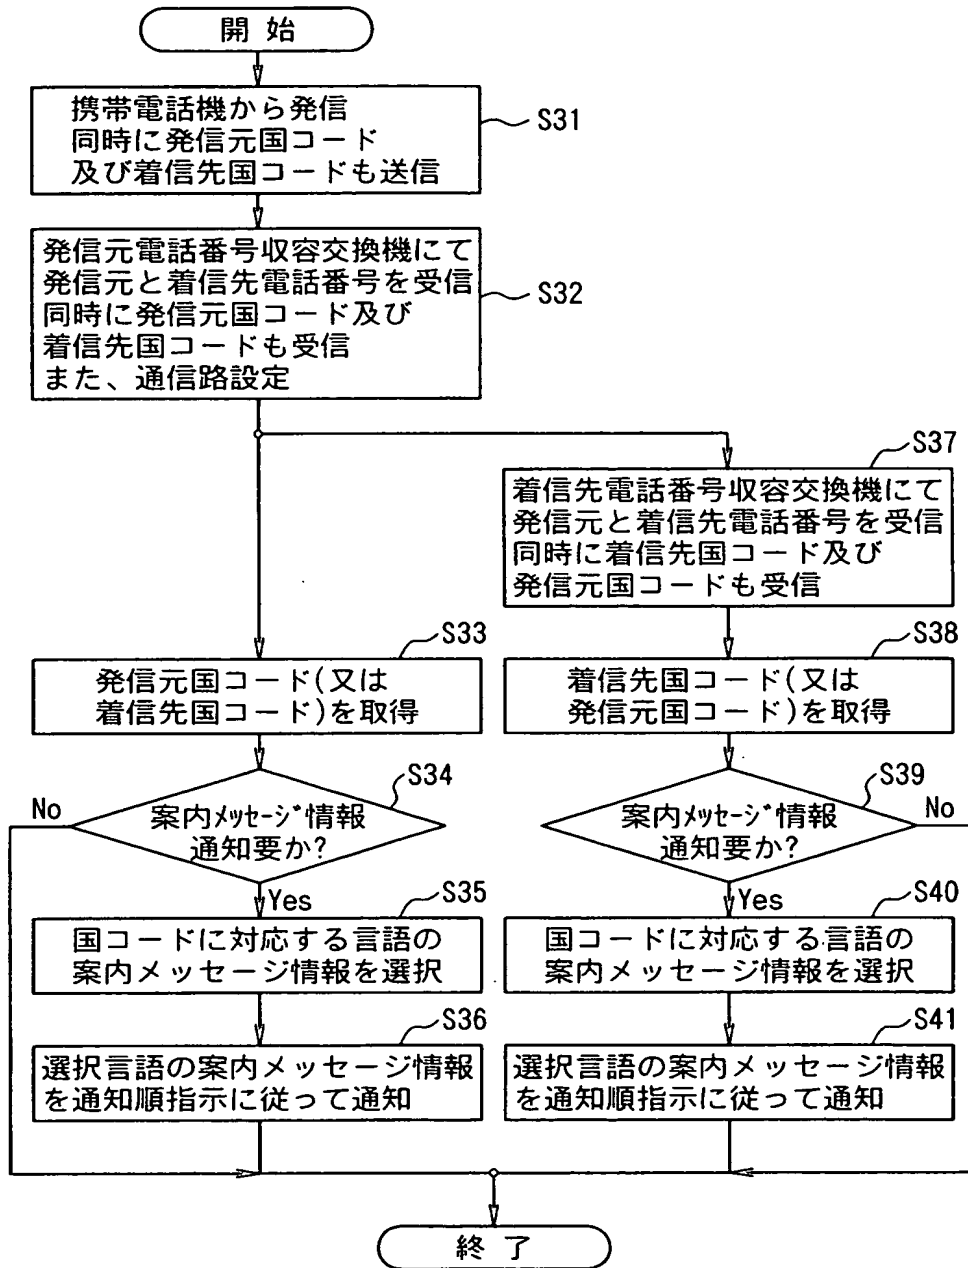 開始
携帯電話機から発信
同時に発信元国コード
及び着信先国コードも送信
S31
発信元電話番号収容交換機にて
発信元と着信先電話番号を受信
同時に発信元国コード及び
着信先国コードも受信
また、通信路設定
S32
S37
着信先電話番号収容交換機にて
発信元と着信先電話番号を受信
同時に着信先国コード及び
発信元国コードも受信
S33
発信元国コード(又は
着信先国コード)を取得
S38
着信先国コード(又は
発信元国コード)を取得
S34
案内ﾒｯｾｰｼﾞ情報
通知要か?
No
Yes
S39
案内ﾒｯｾｰｼﾞ情報
通知要か?
No
Yes
S35
国コードに対応する言語の
案内メッセージ情報を選択
S40
国コードに対応する言語の
案内メッセージ情報を選択
S36
選択言語の案内メッセージ情報
を通知順指示に従って通知
S41
選択言語の案内メッセージ情報
を通知順指示に従って通知
終了